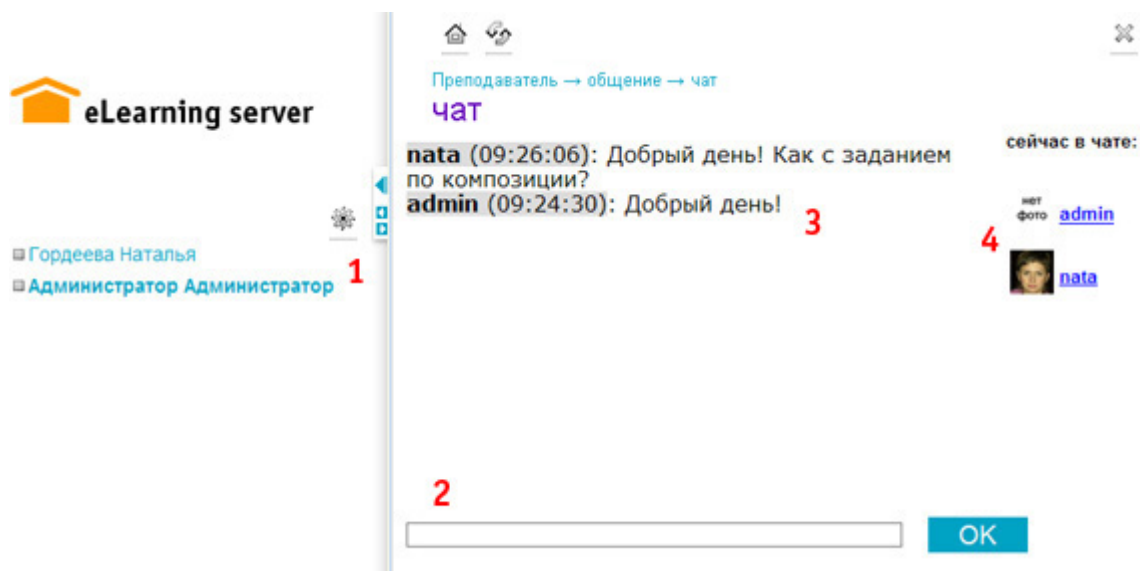 eLearning server
Гордеева Наталья
Администратор Администратор
1
Преподаватель → общение → чат
чат
nata (09:26:06): Добрый день! Как с заданием
по композиции?
admin (09:24:30): Добрый день!
3
сейчас в чате:
нет
фото
admin
4
nata
2
OK